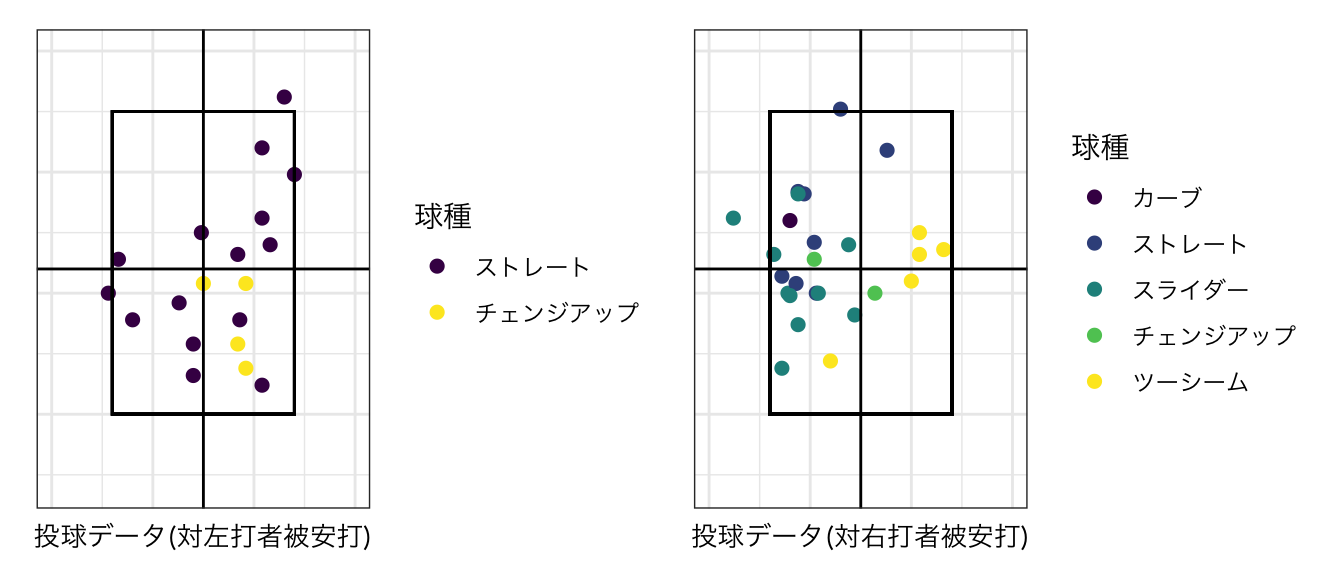 球種
ストレート
チェンジアップ
投球データ(対左打者被安打)
球種
カーブ
ストレート
スライダー
チェンジアップ
ツーシーム
投球データ(対右打者被安打)